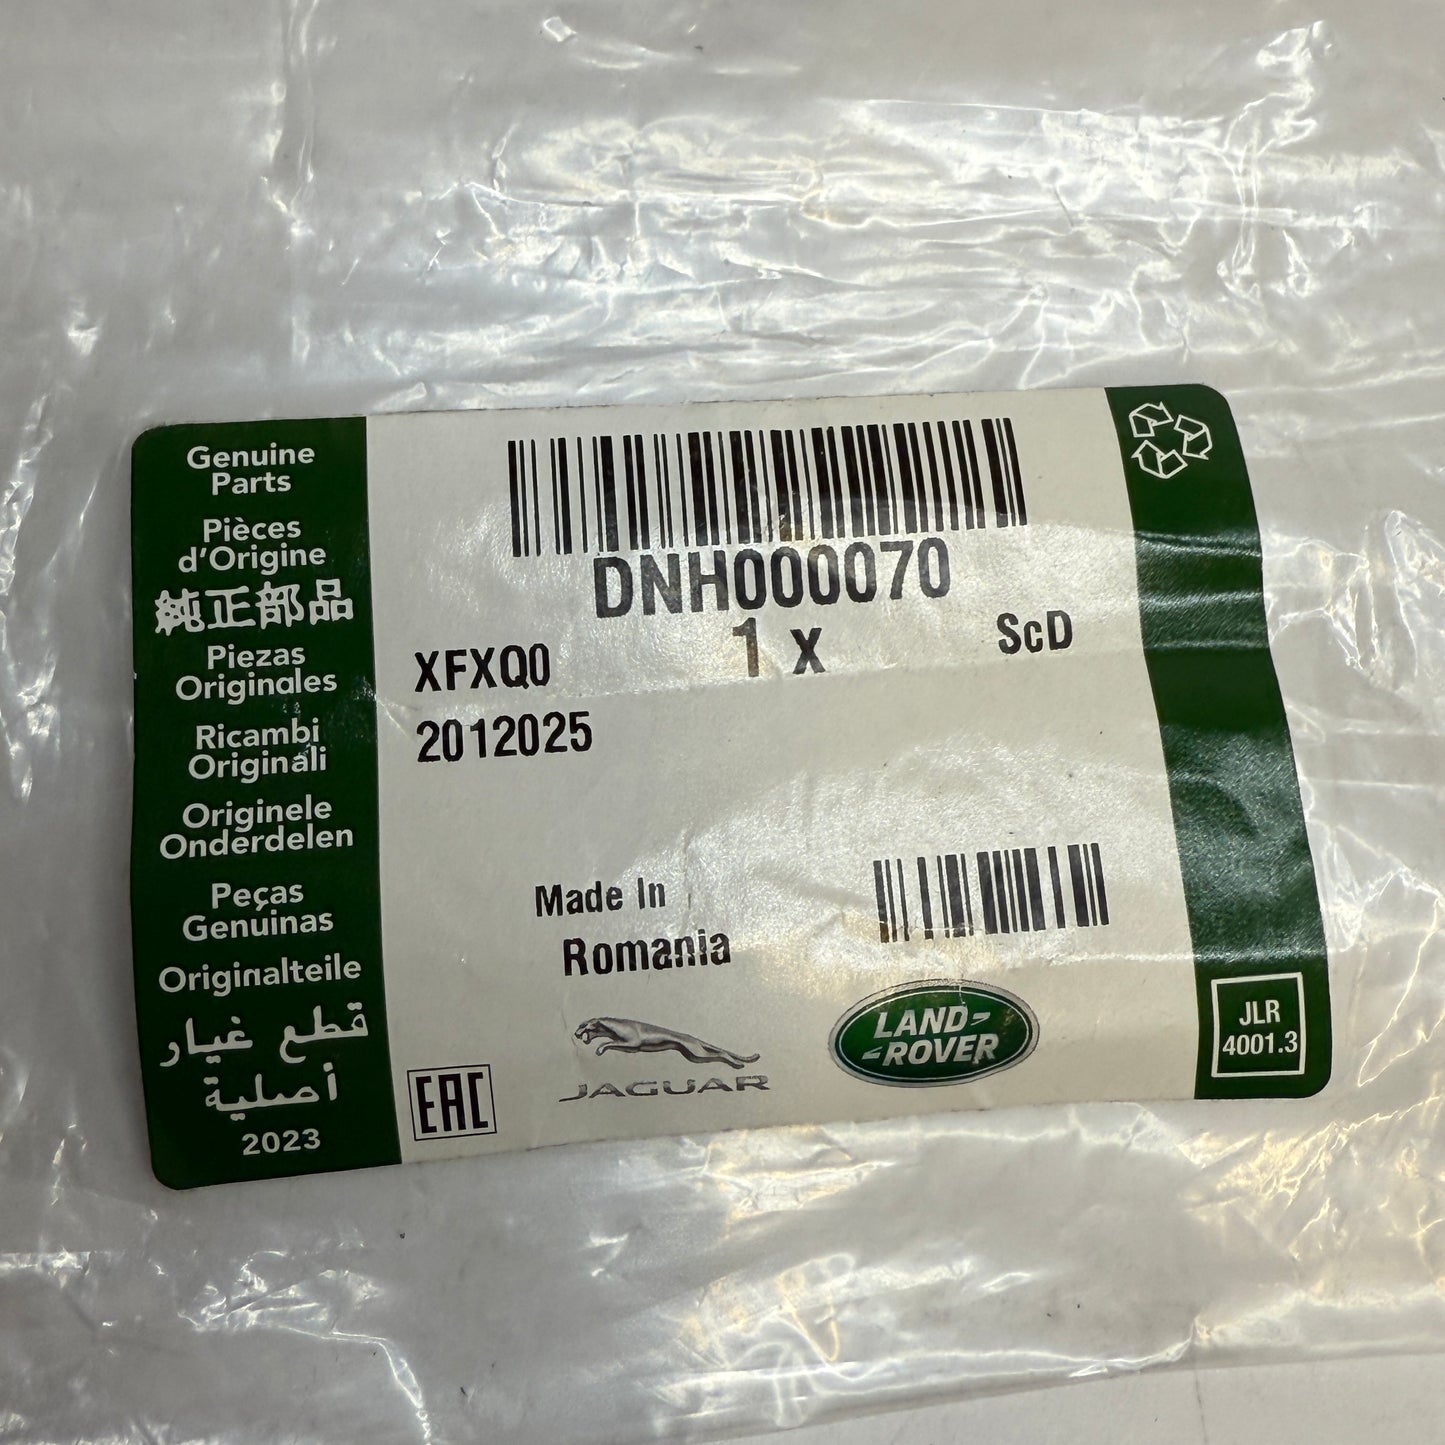 Genuine
Parts
Pièces
d'Origine
純正部品
Piezas
Originales
Ricambi
Originali
Originele
Onderdelen
Peças
Genuinas
Originalteile
قطع غيار
أصلية
2023
DNH000070
1 x
ScD
XFXQ0
2012025
Made In
Romania
EAC
JAGUAR
LAND-
-ROVER
JLR
4001.3